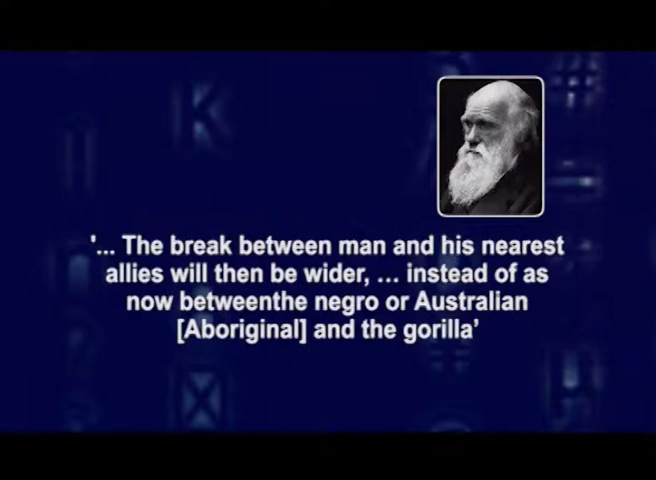 '... The break between man and his nearest
allies will then be wider, ... instead of as
now betweenthe negro or Australian
[Aboriginal] and the gorilla'
K